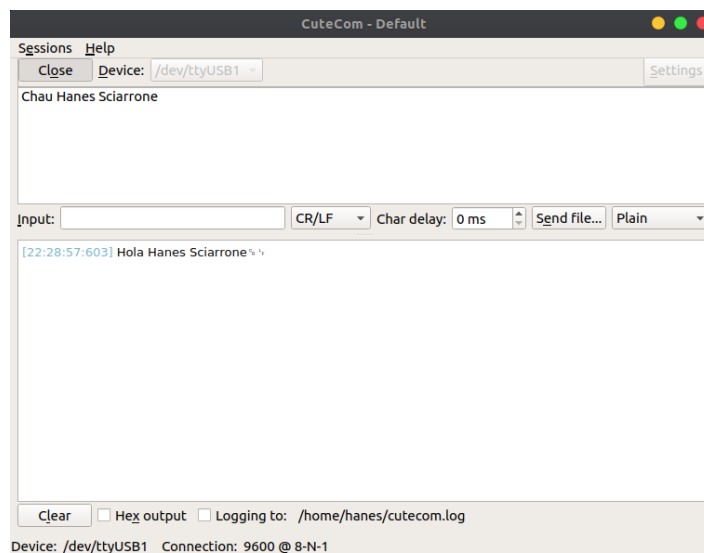 CuteCom - Default
Sessions Help
Close Device: /dev/ttyUSB1 Settings
Chau Hanes Sciarrone
Input: CR/LF Char delay: 0 ms Send file... Plain
[22:28:57:603] Hola Hanes Sciarrone␍␊
Clear Hex output Logging to: /home/hanes/cutecom.log
Device: /dev/ttyUSB1 Connection: 9600 @ 8-N-1